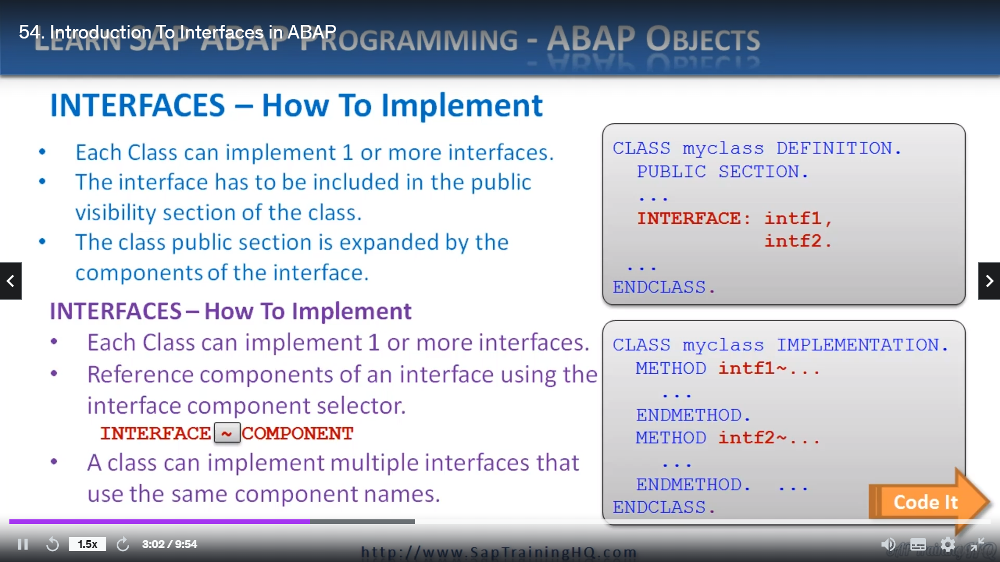 54. Introduction To Interfaces in ABAP
LEARN SAP ABAP PROGRAMMING - ABAP OBJECTS
INTERFACES – How To Implement
• Each Class can implement 1 or more interfaces.
• The interface has to be included in the public
visibility section of the class.
• The class public section is expanded by the
components of the interface.
INTERFACES – How To Implement
• Each Class can implement 1 or more interfaces.
• Reference components of an interface using the
interface component selector.
INTERFACE ~ COMPONENT
• A class can implement multiple interfaces that
use the same component names.
CLASS myclass DEFINITION.
PUBLIC SECTION.
...
INTERFACE: intf1,
intf2.
...
ENDCLASS.
CLASS myclass IMPLEMENTATION.
METHOD intf1~...
...
ENDMETHOD.
METHOD intf2~...
...
ENDMETHOD. ...
ENDCLASS.
Code It
1.5x
3:02 / 9:54
http://www.SapTrainingHQ.com